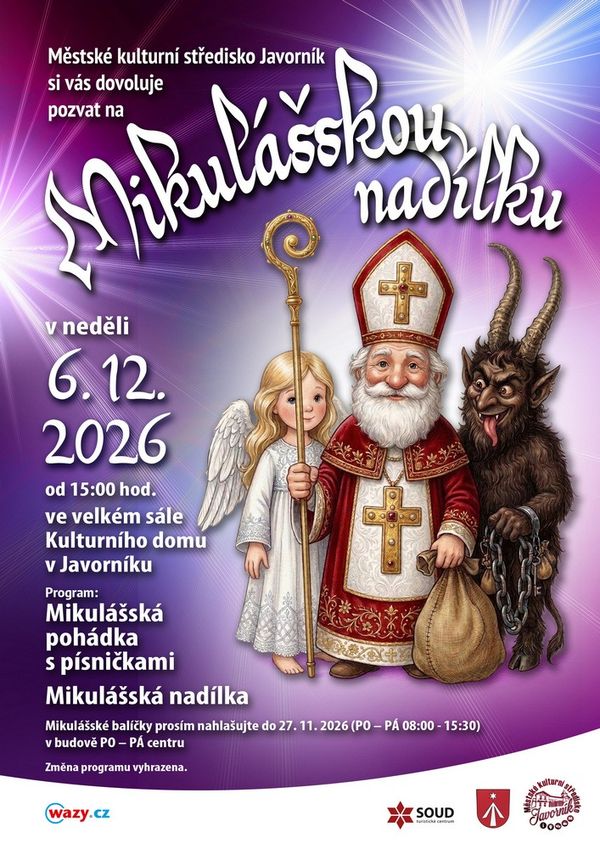 Městské kulturní středisko Javorník
si vás dovoluje
pozvat na
Mikulášskou
nadílku
v neděli
6. 12.
2026
od 15:00 hod.
ve velkém sále
Kulturního domu
v Javorníku
Program:
Mikulášská
pohádka
s písničkami
Mikulášská nadílka
Mikulášské balíčky prosím nahlašujte do 27. 11. 2026 (PO – PÁ 08:00 - 15:30)
v budově PO – PÁ centru
Změna programu vyhrazena.
wazy.cz
SOUD
turistické centrum
Městské kulturní středisko
Javorník